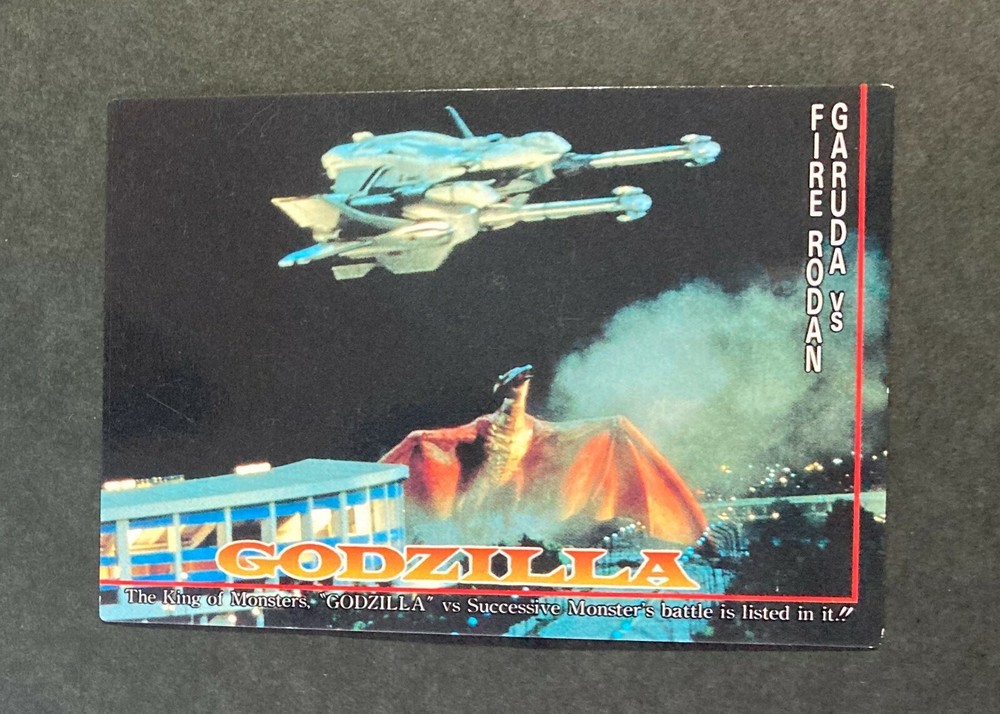 GARUDA vs
FIRE RODAN
GODZILLA
The King of Monsters, "GODZILLA" vs Successive Monster's battle is listed in it.!!